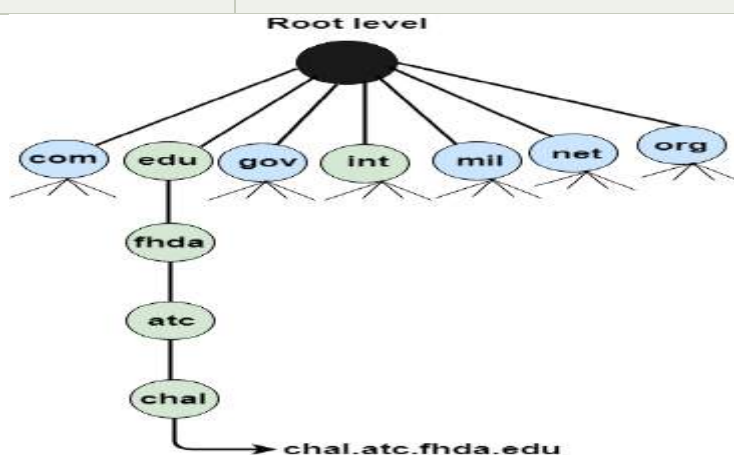 Root level
com edu gov int mil net org
fhda
atc
chal
chal.atc.fhda.edu